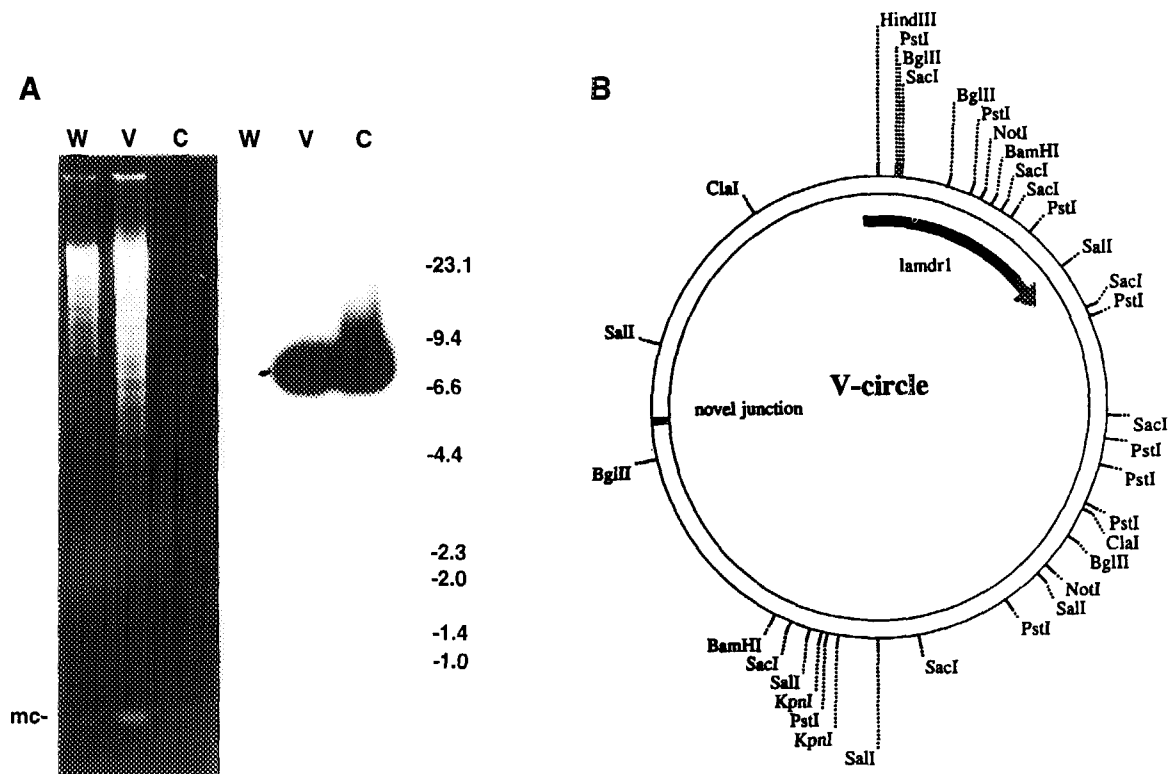 A
W V C W V C
-23.1
-9.4
-6.6
-4.4
-2.3
-2.0
-1.4
-1.0
mc-
B
HindIII
PstI
BglII
SacI
BglII
PstI
NotI
BamHI
SacI
SacI
PstI
SalI
SacI
PstI
SacI
PstI
PstI
PstI
ClaI
BglII
NotI
SalI
PstI
SacI
SalI
KpnI
PstI
KpnI
SalI
SacI
BamHI
BglII
SalI
ClaI
lamdr1
V-circle
novel junction